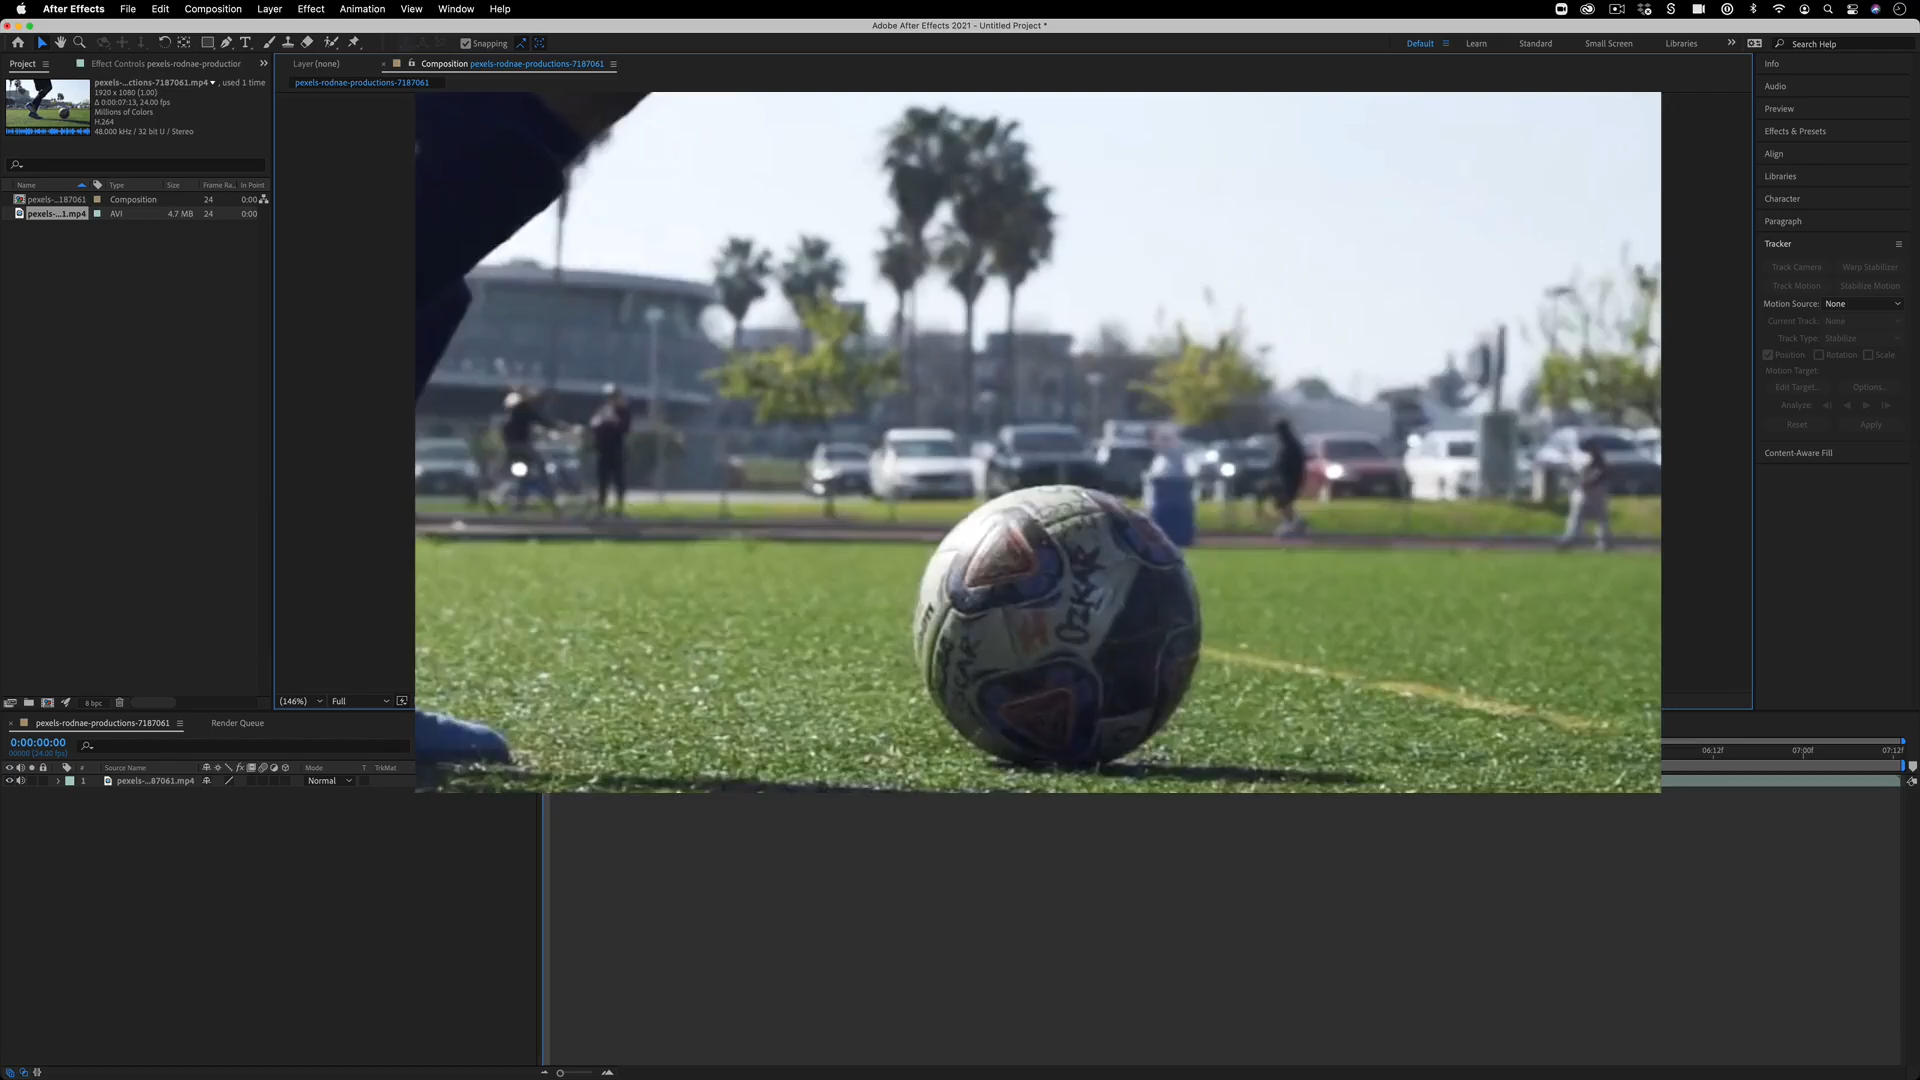 After Effects File Edit Composition Layer Effect Animation View Window Help
Adobe After Effects 2021 - Untitled Project *
Snapping
Default Learn Standard Small Screen Libraries Search Help
Project Effect Controls pexels-rodnae-productior
Layer (none) Composition pexels-rodnae-productions-7187061
pexels-rodnae-productions-7187061
pexels-...ctions-7187061.mp4, used 1 time
1920 x 1080 (1.00)
Δ 0:00:07:13, 24.00 fps
Millions of Colors
H.264
48.000 kHz / 32 bit U / Stereo
Name Type Size Frame Ra... In Point
pexels-...187061 Composition 24 0:00
pexels-...1.mp4 AVI 4.7 MB 24 0:00
Info
Audio
Preview
Effects & Presets
Align
Libraries
Character
Paragraph
Tracker
Track Camera Warp Stabilizer
Track Motion Stabilize Motion
Motion Source: None
Current Track: None
Track Type: Stabilize
Position Rotation Scale
Motion Target:
Edit Target... Options...
Analyze:
Reset Apply
Content-Aware Fill
OZKAR
8 bpc
(146%) Full
pexels-rodnae-productions-7187061 Render Queue
0:00:00:00
00000 (24.00 fps)
06:12f 07:00f 07:12f
# Source Name Mode T TrkMat
1 pexels-...87061.mp4 Normal